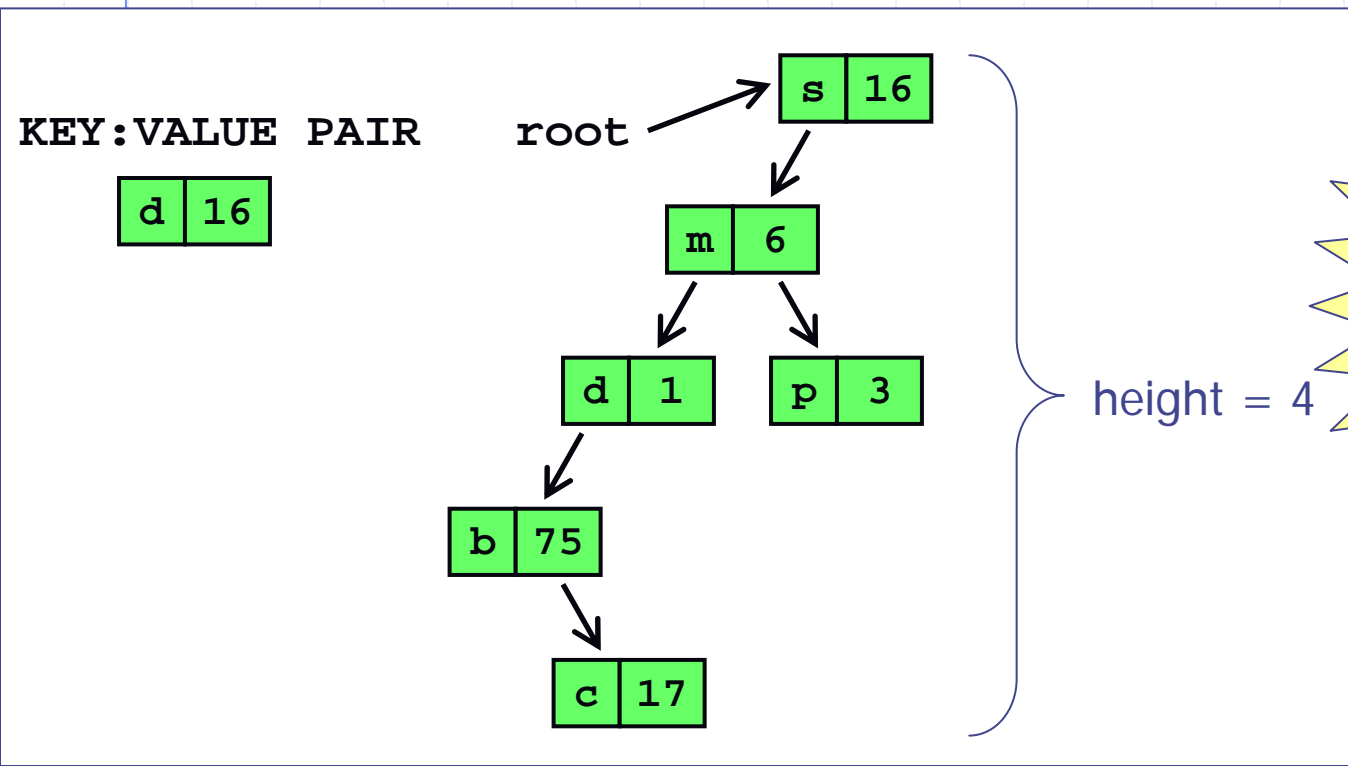 s 16
KEY:VALUE PAIR root
d 16
m 6
d 1 p 3
height = 4
b 75
c 17